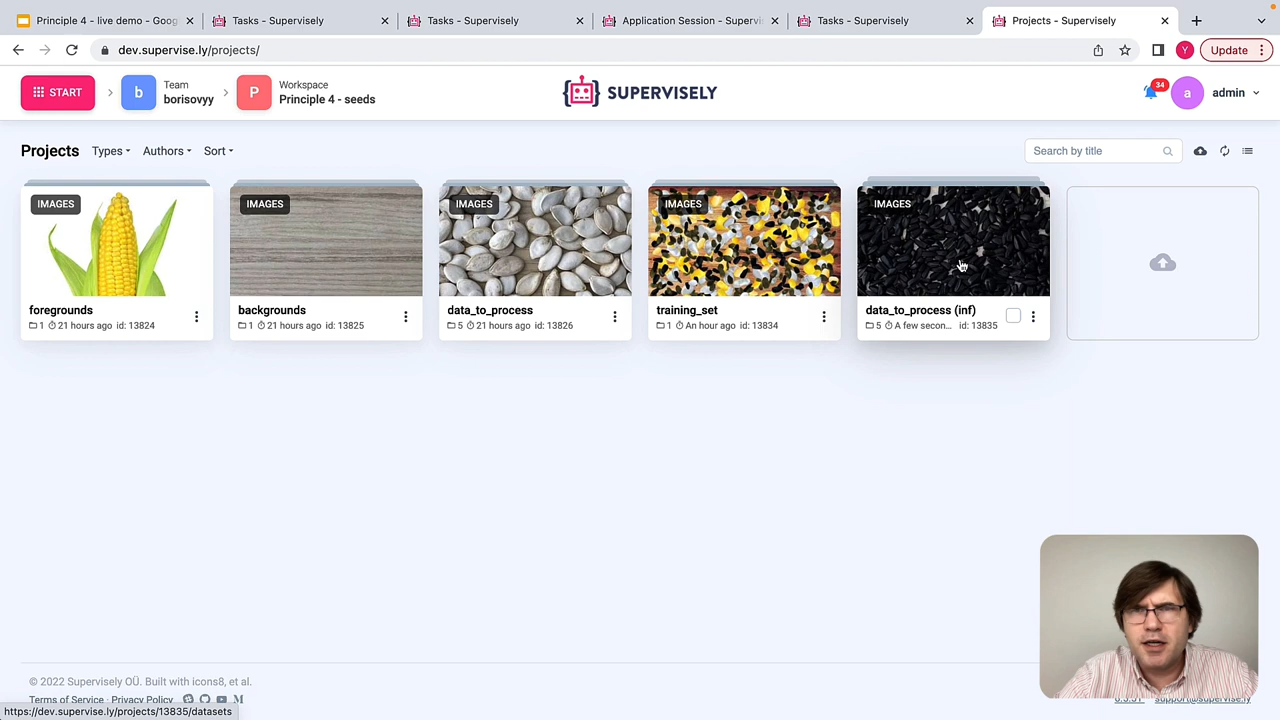 Principle 4 - live demo - Goog
Tasks - Supervisely
Tasks - Supervisely
Application Session - Supervi
Tasks - Supervisely
Projects - Supervisely
dev.supervise.ly/projects/
Y
Update
START
b
Team
borisovyy
P
Workspace
Principle 4 - seeds
SUPERVISELY
34
a
admin
Projects
Types
Authors
Sort
Search by title
IMAGES
IMAGES
IMAGES
IMAGES
IMAGES
foregrounds
1 21 hours ago id: 13824
backgrounds
1 21 hours ago id: 13825
data_to_process
5 21 hours ago id: 13826
training_set
1 An hour ago id: 13834
data_to_process (inf)
5 A few secon... id: 13835
© 2022 Supervisely OÜ. Built with icons8, et al.
Terms of Service · Privacy Policy
support@supervise.ly
https://dev.supervise.ly/projects/13835/datasets